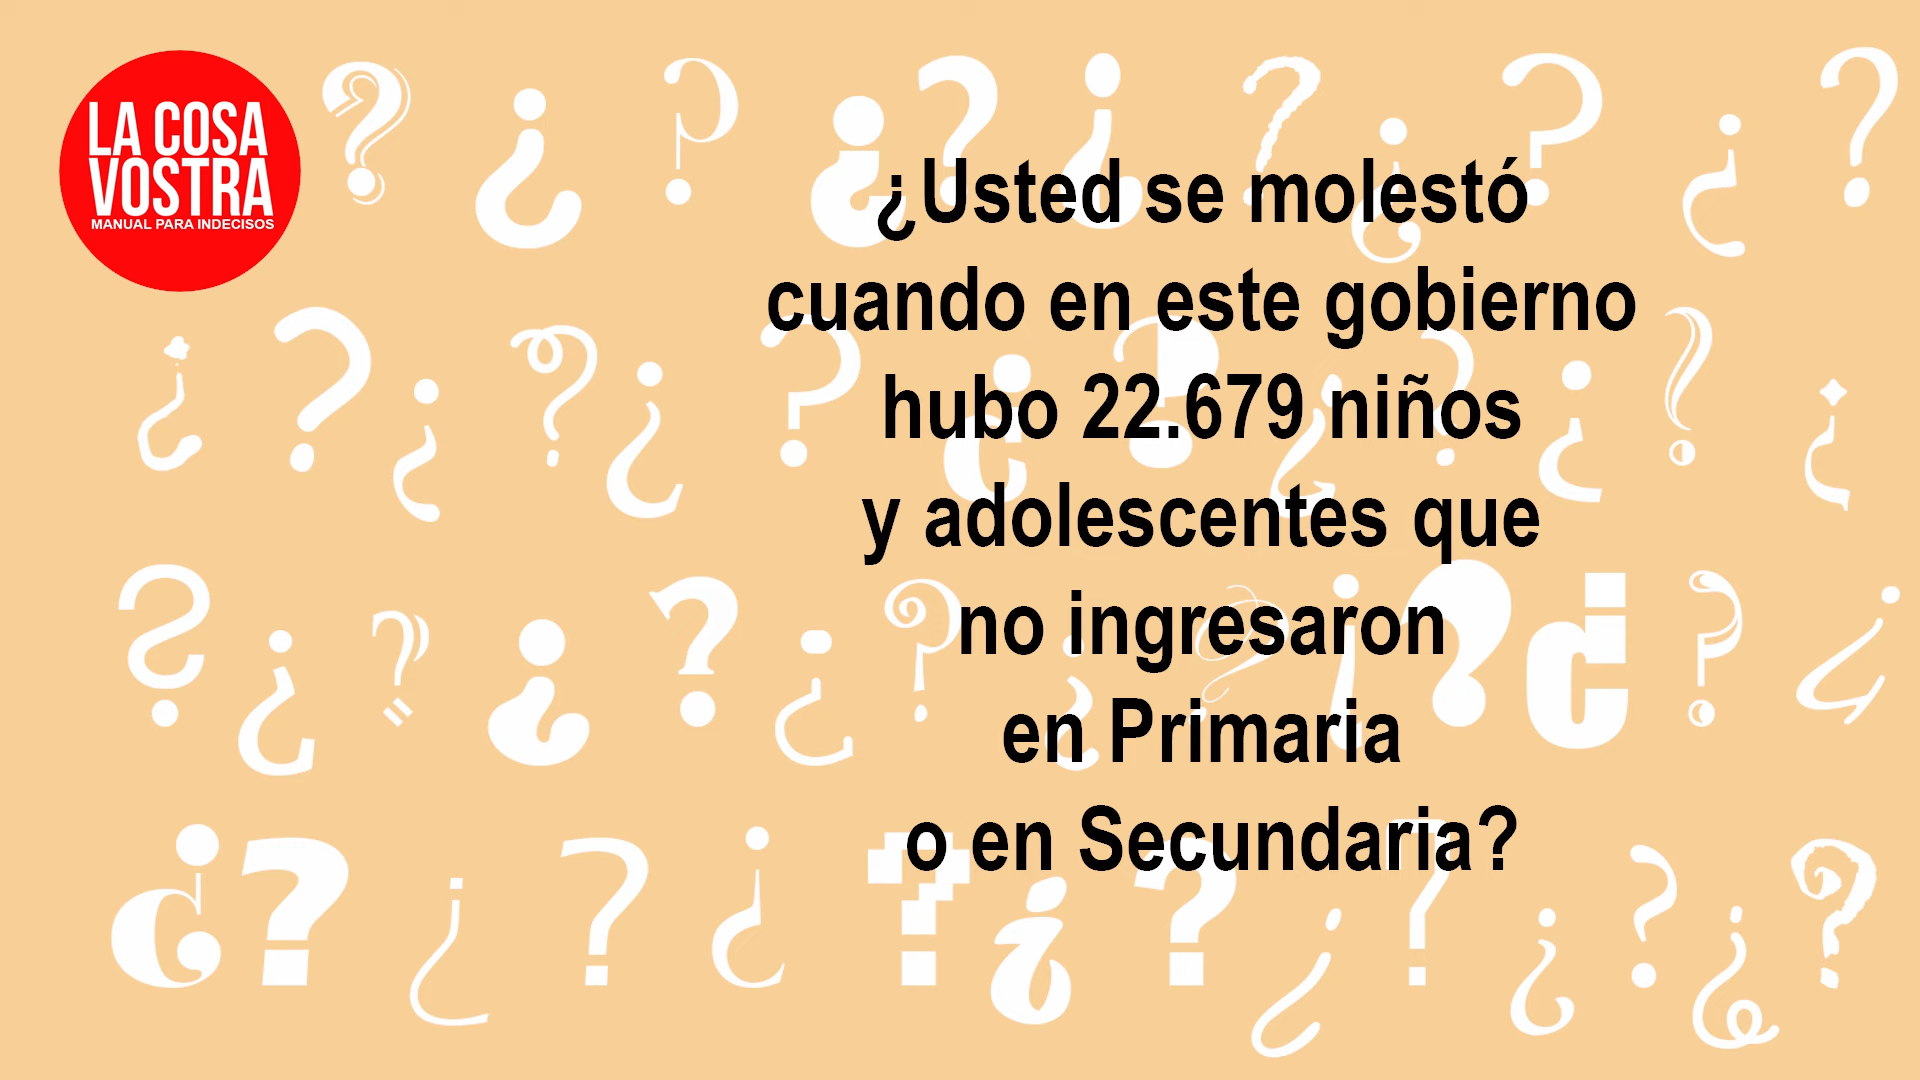 LA COSA
VOSTRA
MANUAL PARA INDECISOS
¿Usted se molestó
cuando en este gobierno
hubo 22.679 niños
y adolescentes que
no ingresaron
en Primaria
o en Secundaria?